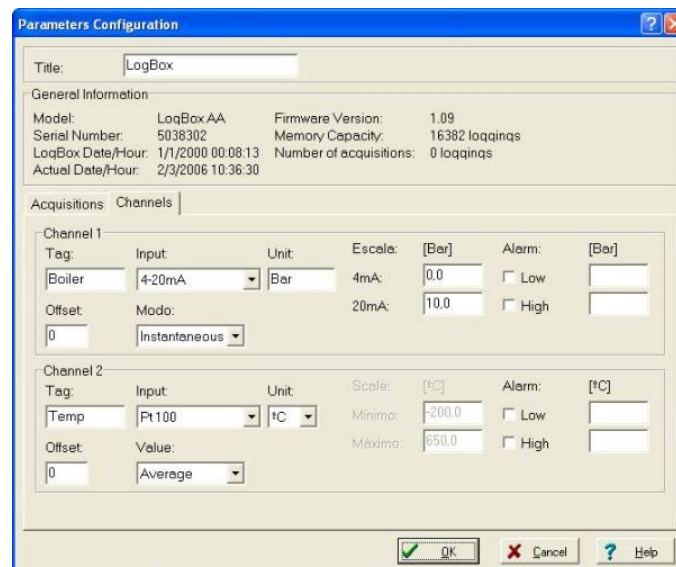 Parameters Configuration
Title: LogBox
General Information
Model: LogBox AA Firmware Version: 1.09
Serial Number: 5038302 Memory Capacity: 16382 loggings
LogBox Date/Hour: 1/1/2000 00:08:13 Number of acquisitions: 0 loggings
Actual Date/Hour: 2/3/2006 10:36:30
Acquisitions Channels
Channel 1
Tag: Input: Unit: Escala: [Bar] Alarm: [Bar]
Boiler 4-20mA Bar 4mA: 0,0 Low
Offset: Modo: 20mA: 10,0 High
0 Instantaneous
Channel 2
Tag: Input: Unit: Scale: [ºC] Alarm: [ºC]
Temp Pt100 ºC Mínimo: -200,0 Low
Offset: Value: Máximo: 650,0 High
0 Average
OK Cancel Help